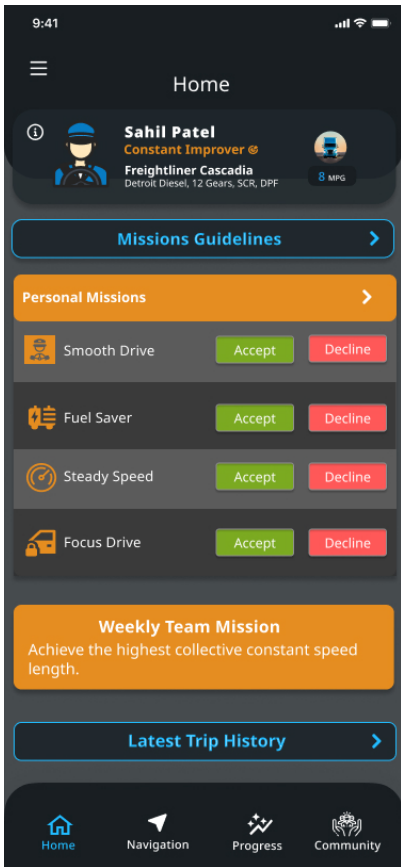 9:41
Home
Sahil Patel
Constant Improver
Freightliner Cascadia
Detroit Diesel, 12 Gears, SCR, DPF
8 MPG
Missions Guidelines
Personal Missions
Smooth Drive Accept Decline
Fuel Saver Accept Decline
Steady Speed Accept Decline
Focus Drive Accept Decline
Weekly Team Mission
Achieve the highest collective constant speed
length.
Latest Trip History
Home Navigation Progress Community